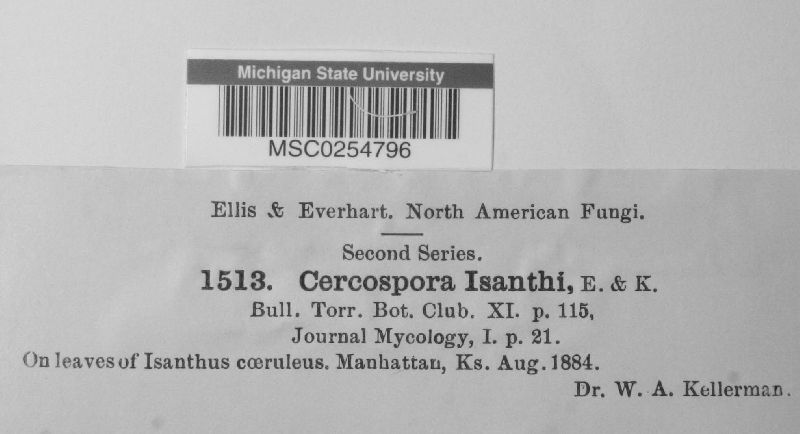 Michigan State University
MSC0254796
Ellis & Everhart. North American Fungi.
Second Series.
1513. Cercospora Isanthi, E. & K.
Bull. Torr. Bot. Club. XI. p. 115,
Journal Mycology, I. p. 21.
On leaves of Isanthus cœruleus. Manhattan, Ks. Aug. 1884.
Dr. W. A. Kellerman.